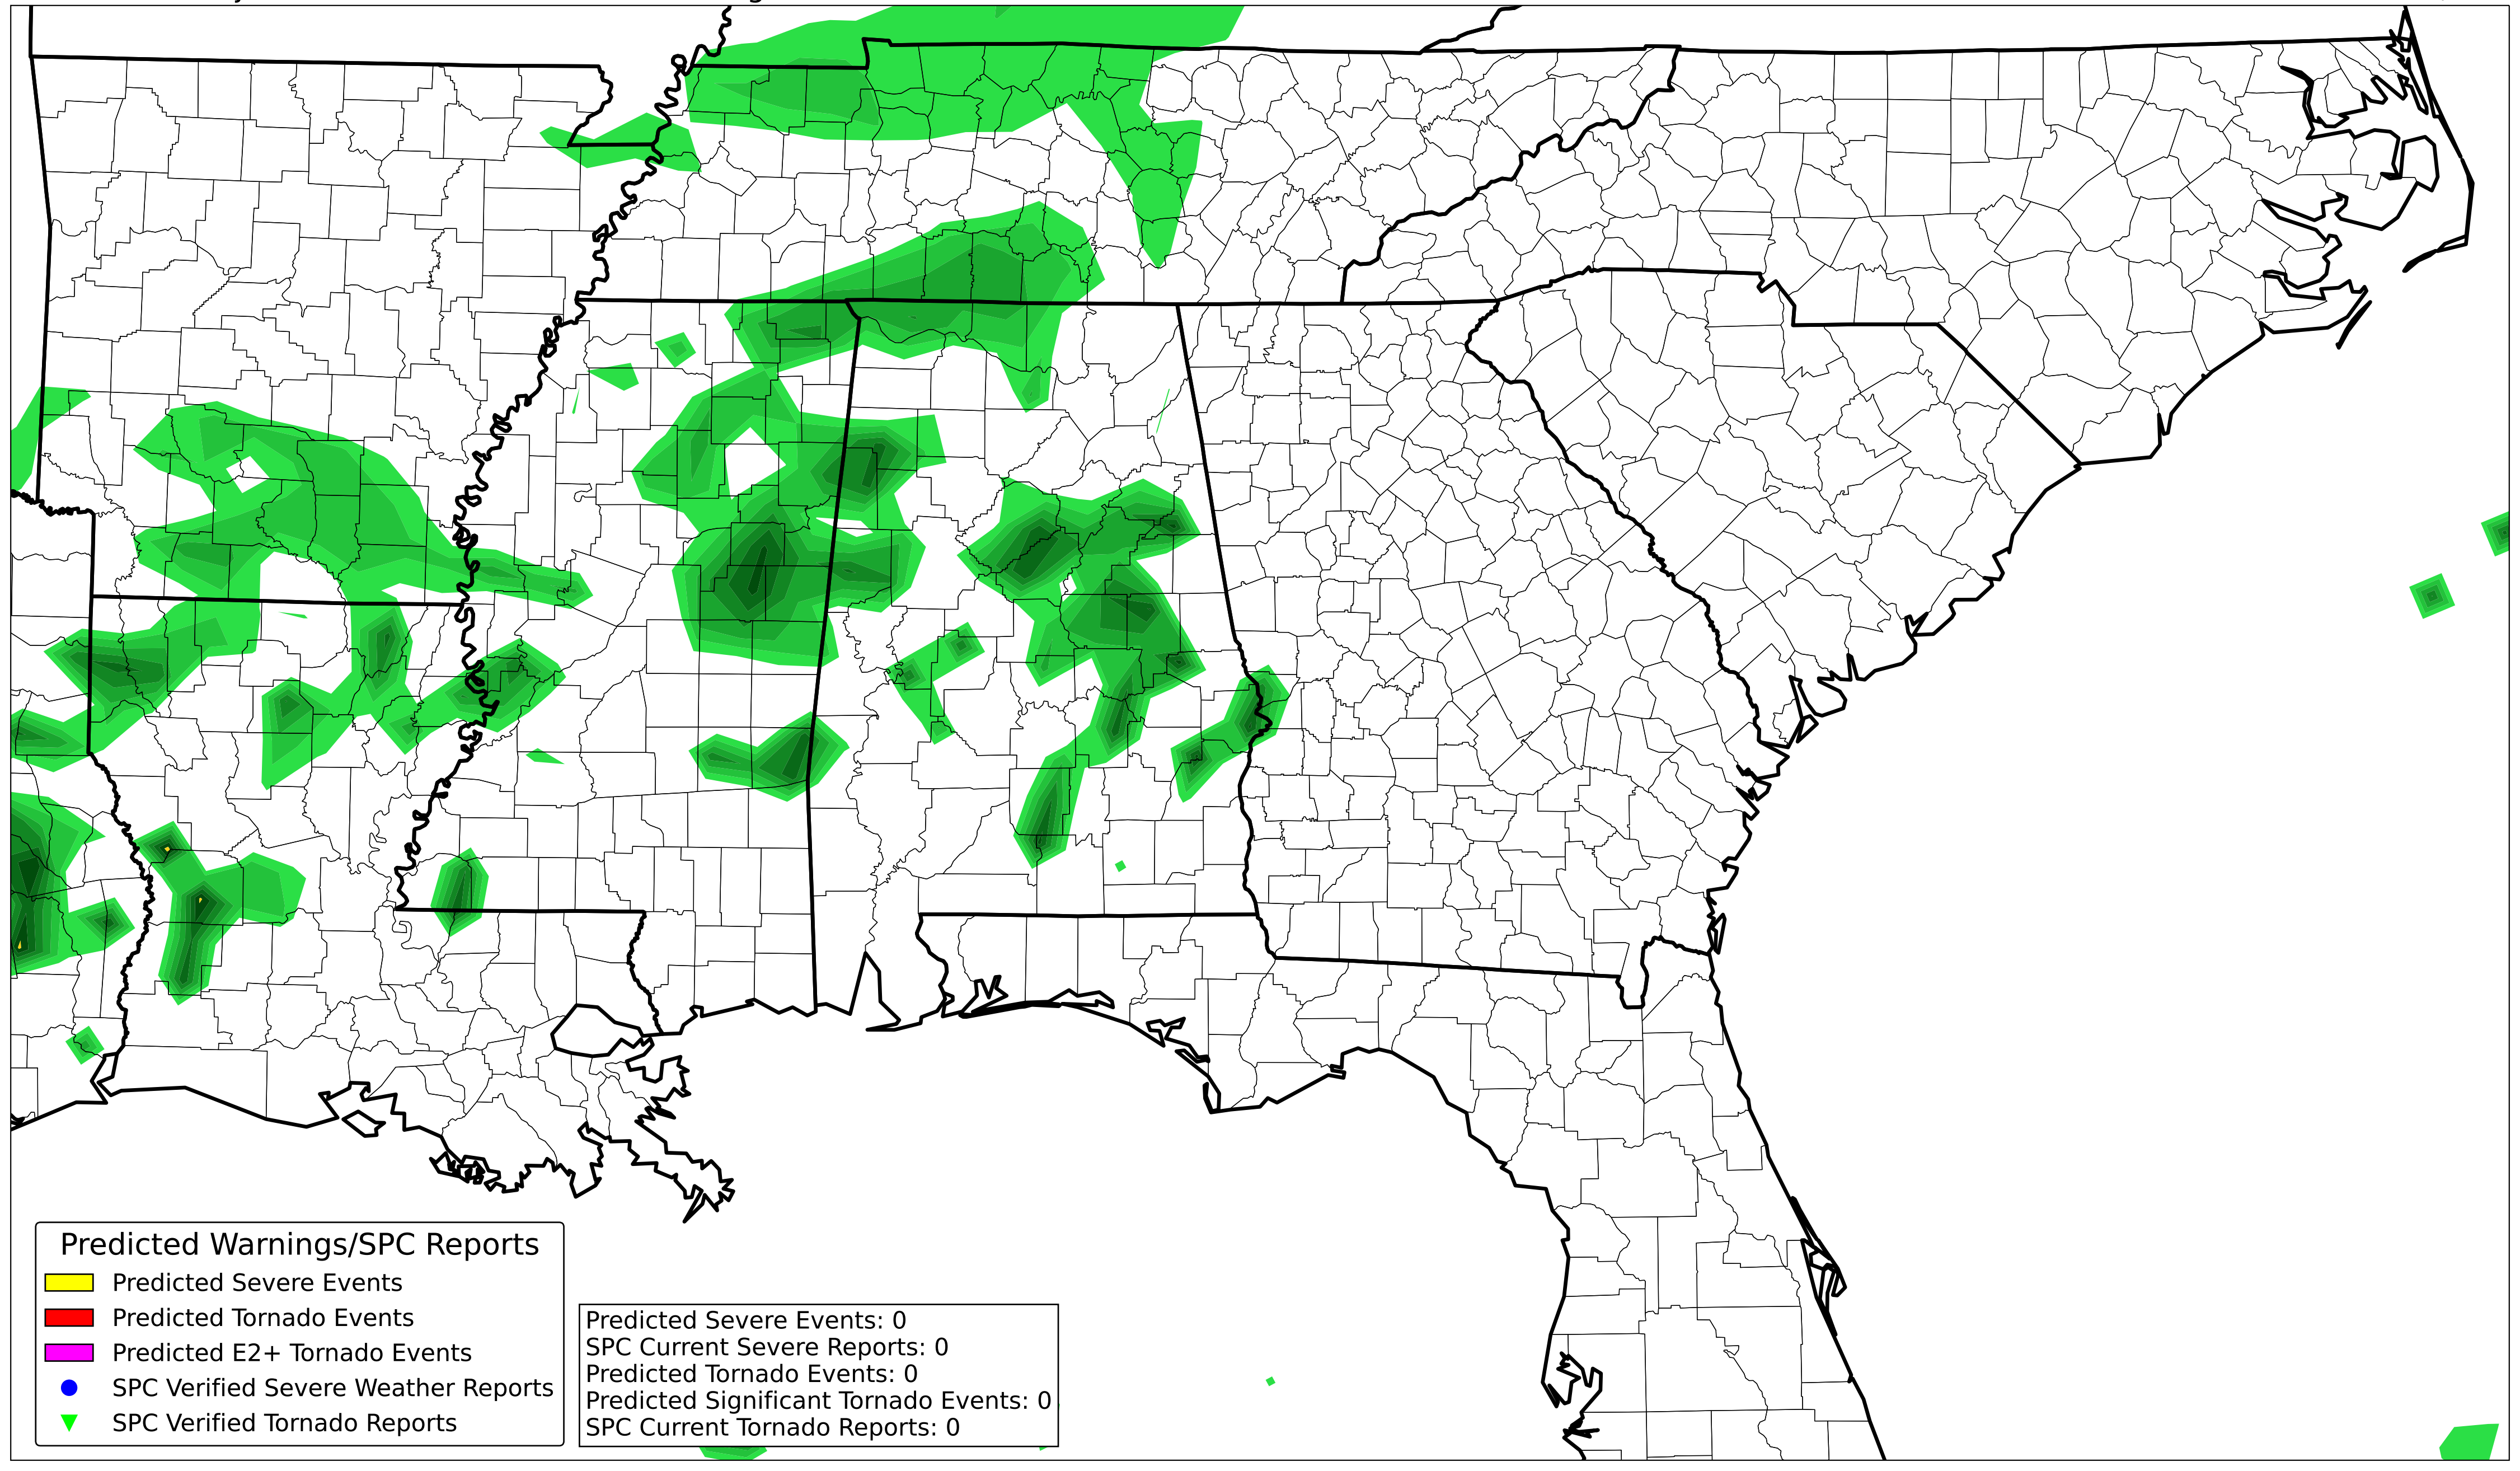 Predicted Warnings/SPC Reports
Predicted Severe Events
Predicted Tornado Events
Predicted E2+ Tornado Events
SPC Verified Severe Weather Reports
SPC Verified Tornado Reports
Predicted Severe Events: 0
SPC Current Severe Reports: 0
Predicted Tornado Events: 0
Predicted Significant Tornado Events: 0
SPC Current Tornado Reports: 0